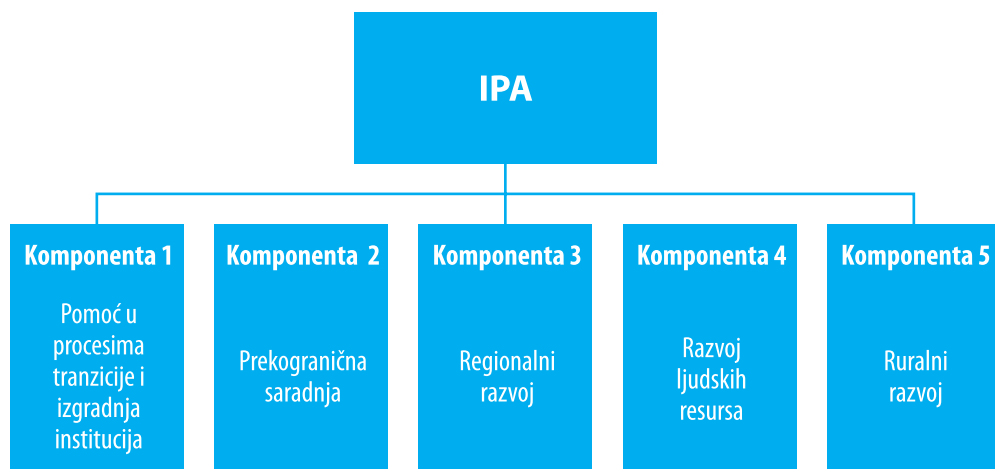 IPA
Komponenta 1
Pomoć u
procesima
tranzicije i
izgradnja
institucija
Komponenta 2
Prekogranična
saradnja
Komponenta 3
Regionalni
razvoj
Komponenta 4
Razvoj
ljudskih
resursa
Komponenta 5
Ruralni
razvoj